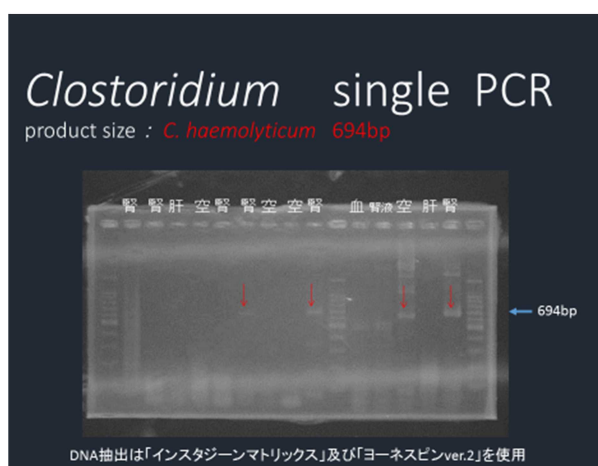 Clostoridium single PCR
product size : C. haemolyticum 694bp
腎 腎 肝 空 腎 腎 空 空 腎 血 腎液 空 肝 腎
694bp
DNA抽出は「インスタジーンマトリックス」及び「ヨーネスピンver.2」を使用